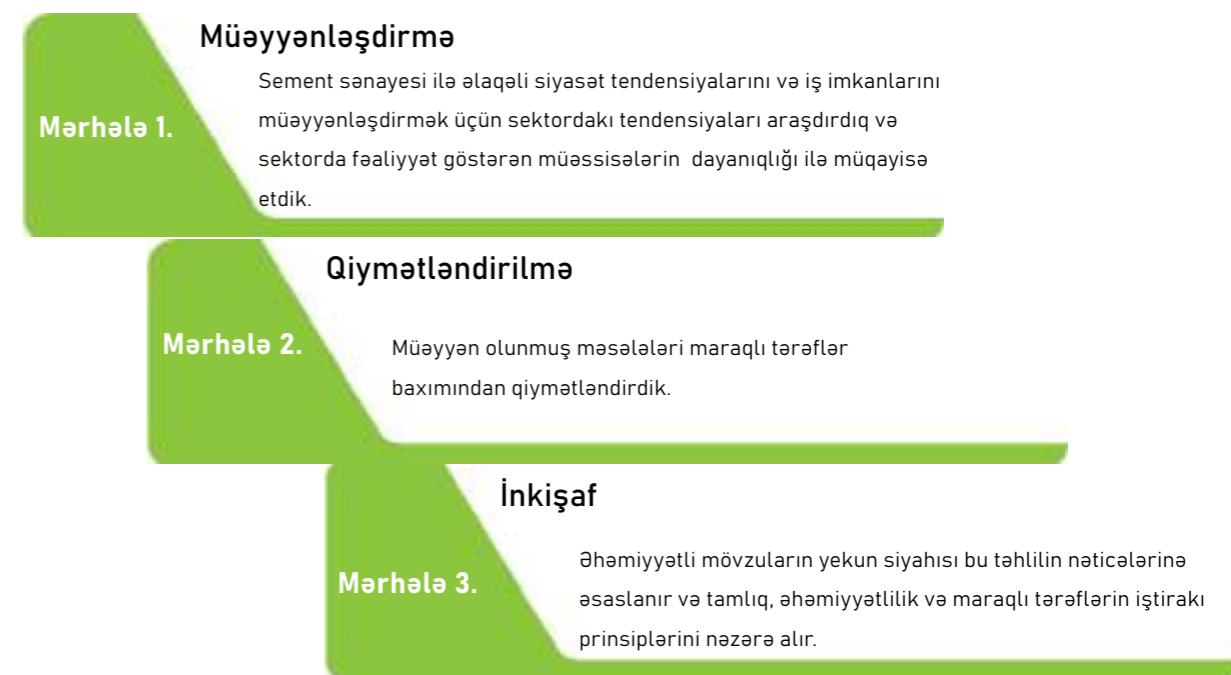 Müəyyənləşdirmə
Sement sənayesi ilə əlaqəli siyasət tendensiyalarını və iş imkanlarını
Mərhələ 1.
müəyyənləşdirmək üçün sektordakı tendensiyaları araşdırdıq və
sektorda fəaliyyət göstərən müəssisələrin dayanıqlığı ilə müqayisə
etdik.
Qiymətləndirilmə
Mərhələ 2.
Müəyyən olunmuş məsələləri maraqlı tərəflər
baxımından qiymətləndirdik.
İnkişaf
Mərhələ 3.
Əhəmiyyətli mövzuların yekun siyahısı bu təhlilin nəticələrinə
əsaslanır və tamlıq, əhəmiyyətlilik və maraqlı tərəflərin iştirakı
prinsiplərini nəzərə alır.